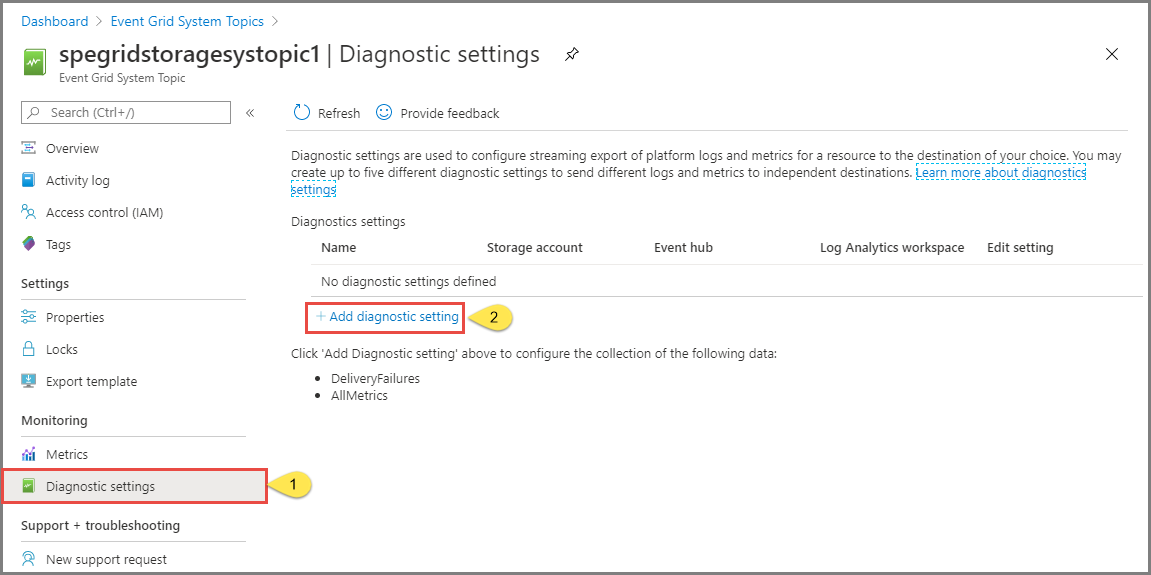 Dashboard > Event Grid System Topics >
spegridstoragesystopic1 | Diagnostic settings
Event Grid System Topic
Search (Ctrl+/)
«
Overview
Activity log
Access control (IAM)
Tags
Settings
Properties
Locks
Export template
Monitoring
Metrics
Diagnostic settings
1
Support + troubleshooting
New support request
Refresh
Provide feedback
Diagnostic settings are used to configure streaming export of platform logs and metrics for a resource to the destination of your choice. You may
create up to five different diagnostic settings to send different logs and metrics to independent destinations. Learn more about diagnostics
settings
Diagnostics settings
Name Storage account Event hub Log Analytics workspace Edit setting
No diagnostic settings defined
+ Add diagnostic setting
2
Click 'Add Diagnostic setting' above to configure the collection of the following data:
• DeliveryFailures
• AllMetrics